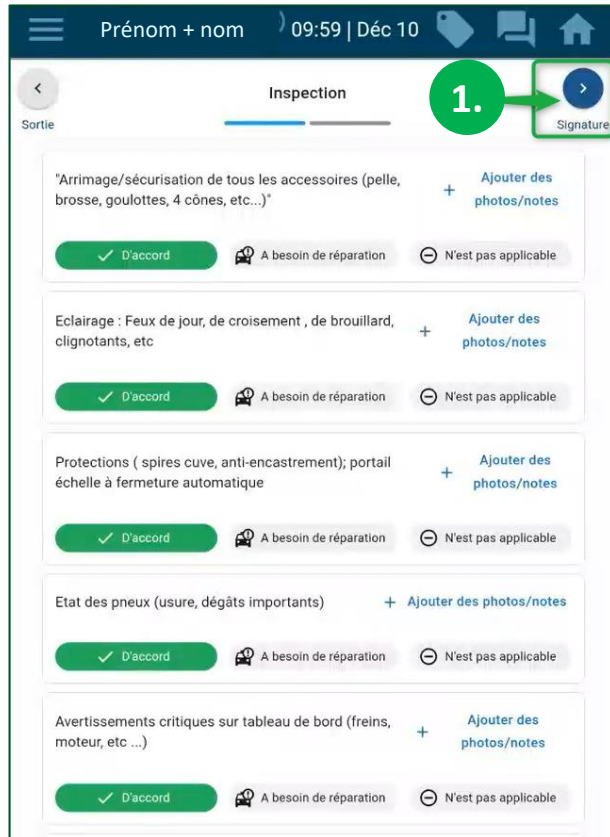 Prénom + nom 09:59 | Déc 10
Inspection
1.
Sortie
Signature
"Arrimage/sécurisation de tous les accessoires (pelle,
brosse, goulottes, 4 cônes, etc...)"
+ Ajouter des
photos/notes
D'accord A besoin de réparation N'est pas applicable
Eclairage : Feux de jour, de croisement , de brouillard,
clignotants, etc
+ Ajouter des
photos/notes
D'accord A besoin de réparation N'est pas applicable
Protections ( spires cuve, anti-encastrement); portail
échelle à fermeture automatique
+ Ajouter des
photos/notes
D'accord A besoin de réparation N'est pas applicable
Etat des pneux (usure, dégâts importants) + Ajouter des photos/notes
D'accord A besoin de réparation N'est pas applicable
Avertissements critiques sur tableau de bord (freins,
moteur, etc ...)
+ Ajouter des
photos/notes
D'accord A besoin de réparation N'est pas applicable